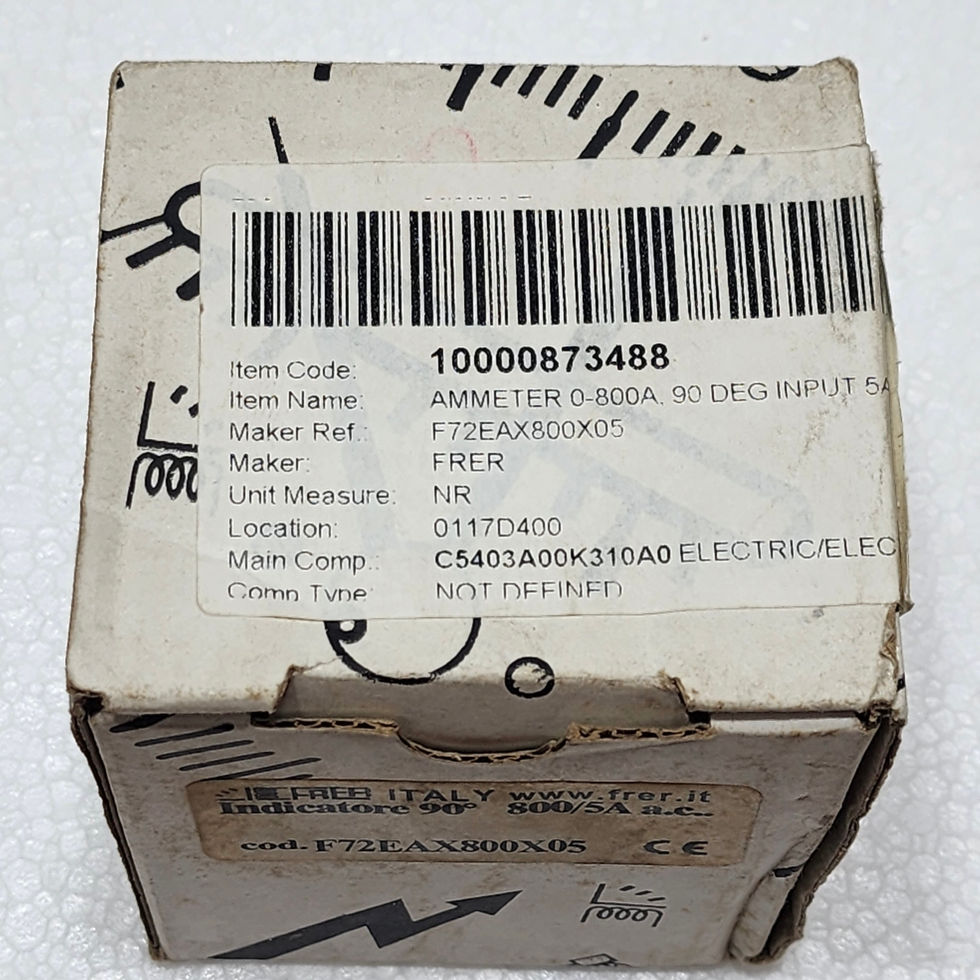 Item Code: 10000873488
Item Name: AMMETER 0-800A, 90 DEG INPUT 5A
Maker Ref.: F72EAX800X05
Maker: FRER
Unit Measure: NR
Location: 0117D400
Main Comp.: C5403A00K310A0 ELECTRIC/ELEC
Comp Type: NOT DEFINED
FRER ITALY www.frer.it
Indicatore 90° 800/5A a.c..
cod. F72EAX800X05 CE